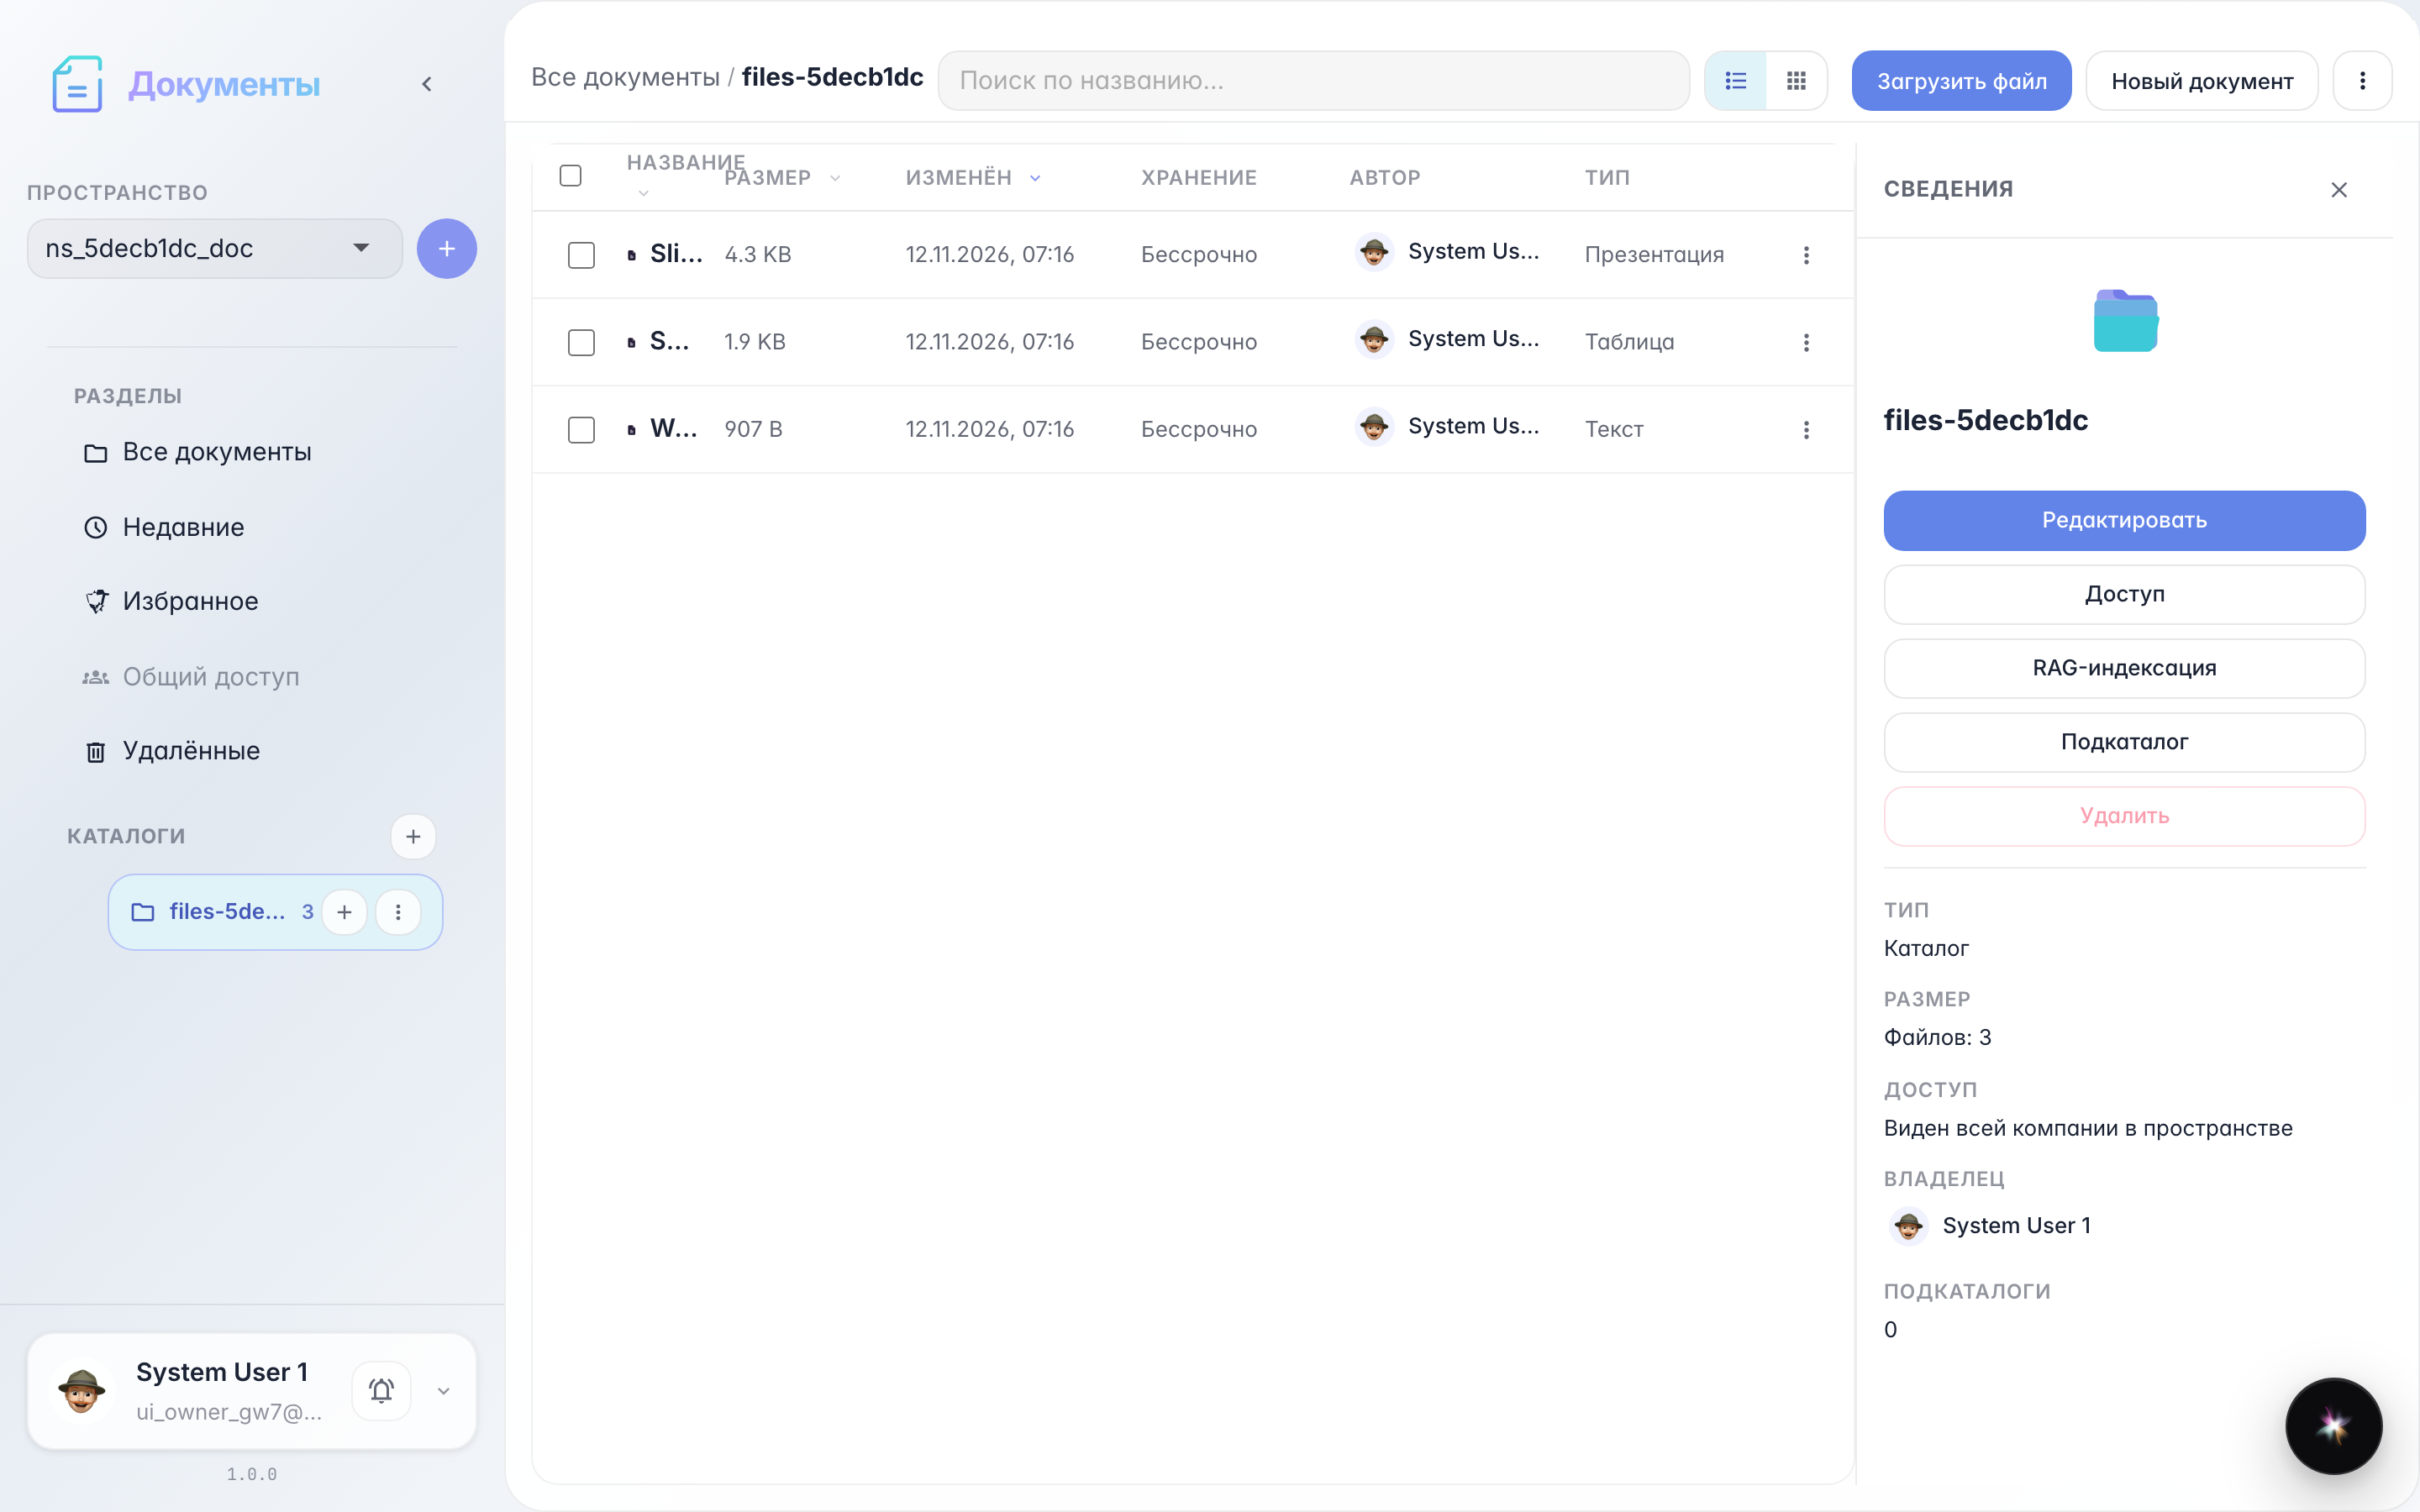 Документы
ПРОСТРАНСТВО
ns_5decb1dc_doc
РАЗДЕЛЫ
Все документы
Недавние
Избранное
Общий доступ
Удалённые
КАТАЛОГИ
files-5de... 3
System User 1
ui_owner_gw7@...
1.0.0
Все документы / files-5decb1dc
Поиск по названию...
Загрузить файл
Новый документ
НАЗВАНИЕ РАЗМЕР ИЗМЕНЁН ХРАНЕНИЕ АВТОР ТИП
Sli... 4.3 KB 12.11.2026, 07:16 Бессрочно System Us... Презентация
S... 1.9 KB 12.11.2026, 07:16 Бессрочно System Us... Таблица
W... 907 B 12.11.2026, 07:16 Бессрочно System Us... Текст
СВЕДЕНИЯ
files-5decb1dc
Редактировать
Доступ
RAG-индексация
Подкаталог
Удалить
ТИП
Каталог
РАЗМЕР
Файлов: 3
ДОСТУП
Виден всей компании в пространстве
ВЛАДЕЛЕЦ
System User 1
ПОДКАТАЛОГИ
0